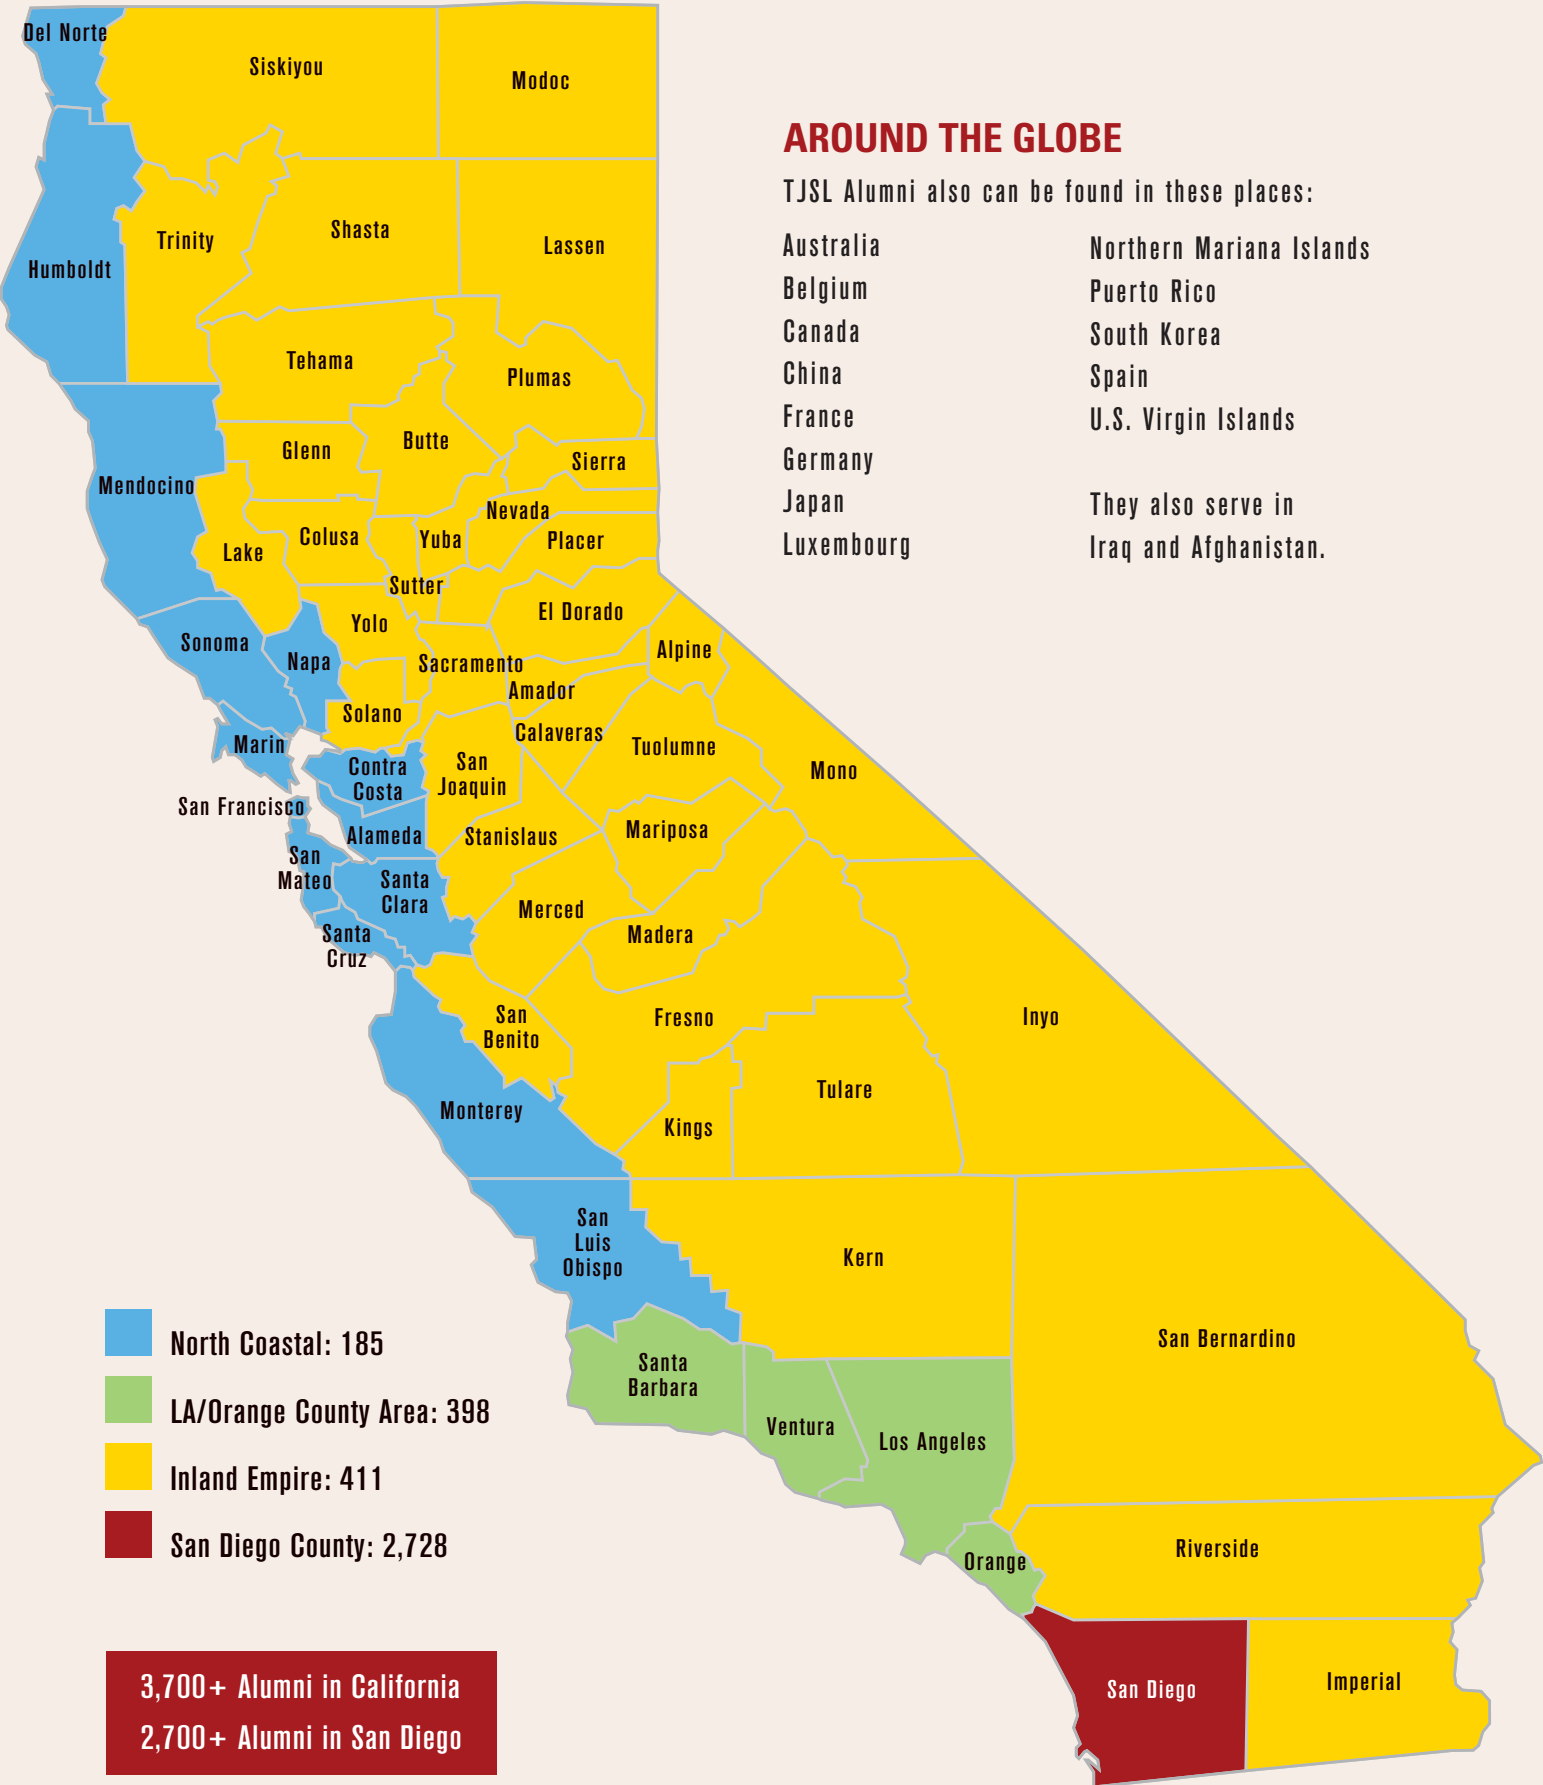 Del Norte
Siskiyou
Modoc
Humboldt
Trinity
Shasta
Lassen
Tehama
Plumas
Mendocino
Glenn
Butte
Sierra
Lake
Colusa
Yuba
Nevada
Placer
Sutter
El Dorado
Sonoma
Napa
Yolo
Sacramento
Alpine
Amador
Solano
Calaveras
Marin
Contra
Costa
San
Joaquin
Tuolumne
Mono
San Francisco
Alameda
Stanislaus
Mariposa
San
Mateo
Santa
Clara
Merced
Santa
Cruz
Madera
San
Benito
Fresno
Inyo
Monterey
Kings
Tulare
San
Luis
Obispo
Kern
San Bernardino
Santa
Barbara
Ventura
Los Angeles
Orange
Riverside
San Diego
Imperial
AROUND THE GLOBE
TJSL Alumni also can be found in these places:
Australia
Belgium
Canada
China
France
Germany
Japan
Luxembourg
Northern Mariana Islands
Puerto Rico
South Korea
Spain
U.S. Virgin Islands
They also serve in
Iraq and Afghanistan.
North Coastal: 185
LA/Orange County Area: 398
Inland Empire: 411
San Diego County: 2,728
3,700+ Alumni in California
2,700+ Alumni in San Diego